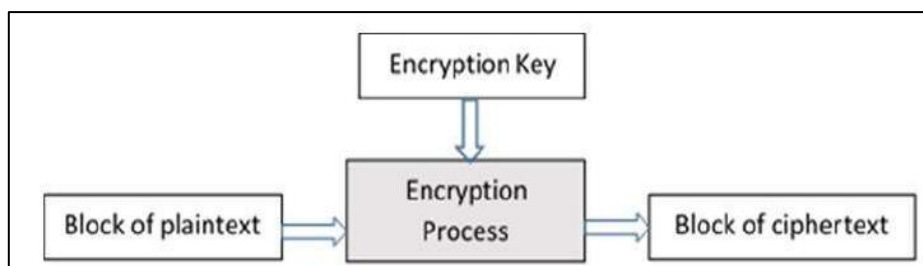 Encryption Key
Encryption
Process
Block of plaintext
Block of ciphertext